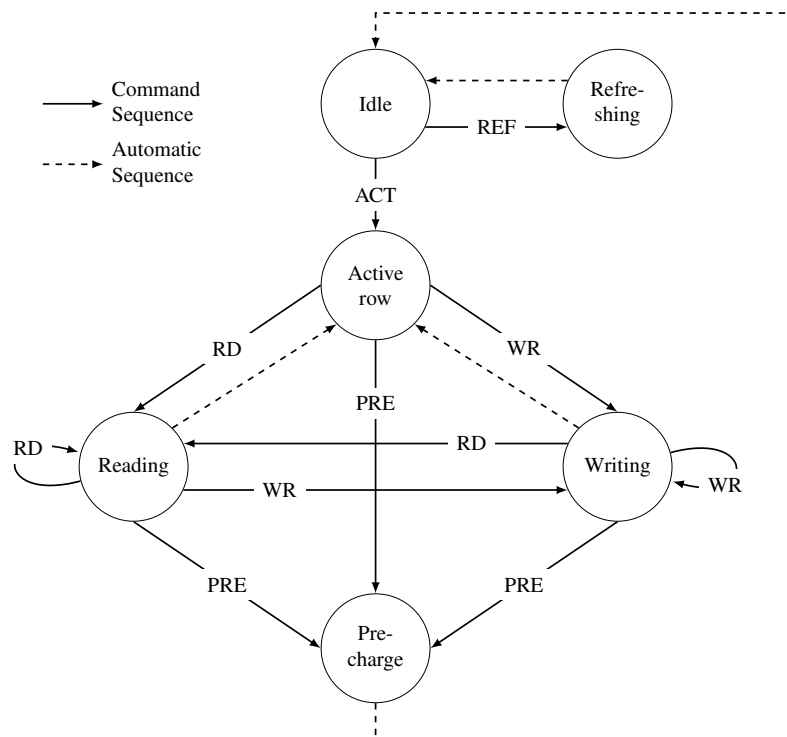 Command
Sequence
Automatic
Sequence
Idle
Refre-
shing
REF
ACT
Active
row
RD
WR
PRE
RD
Reading
RD
WR
Writing
WR
PRE
PRE
Pre-
charge